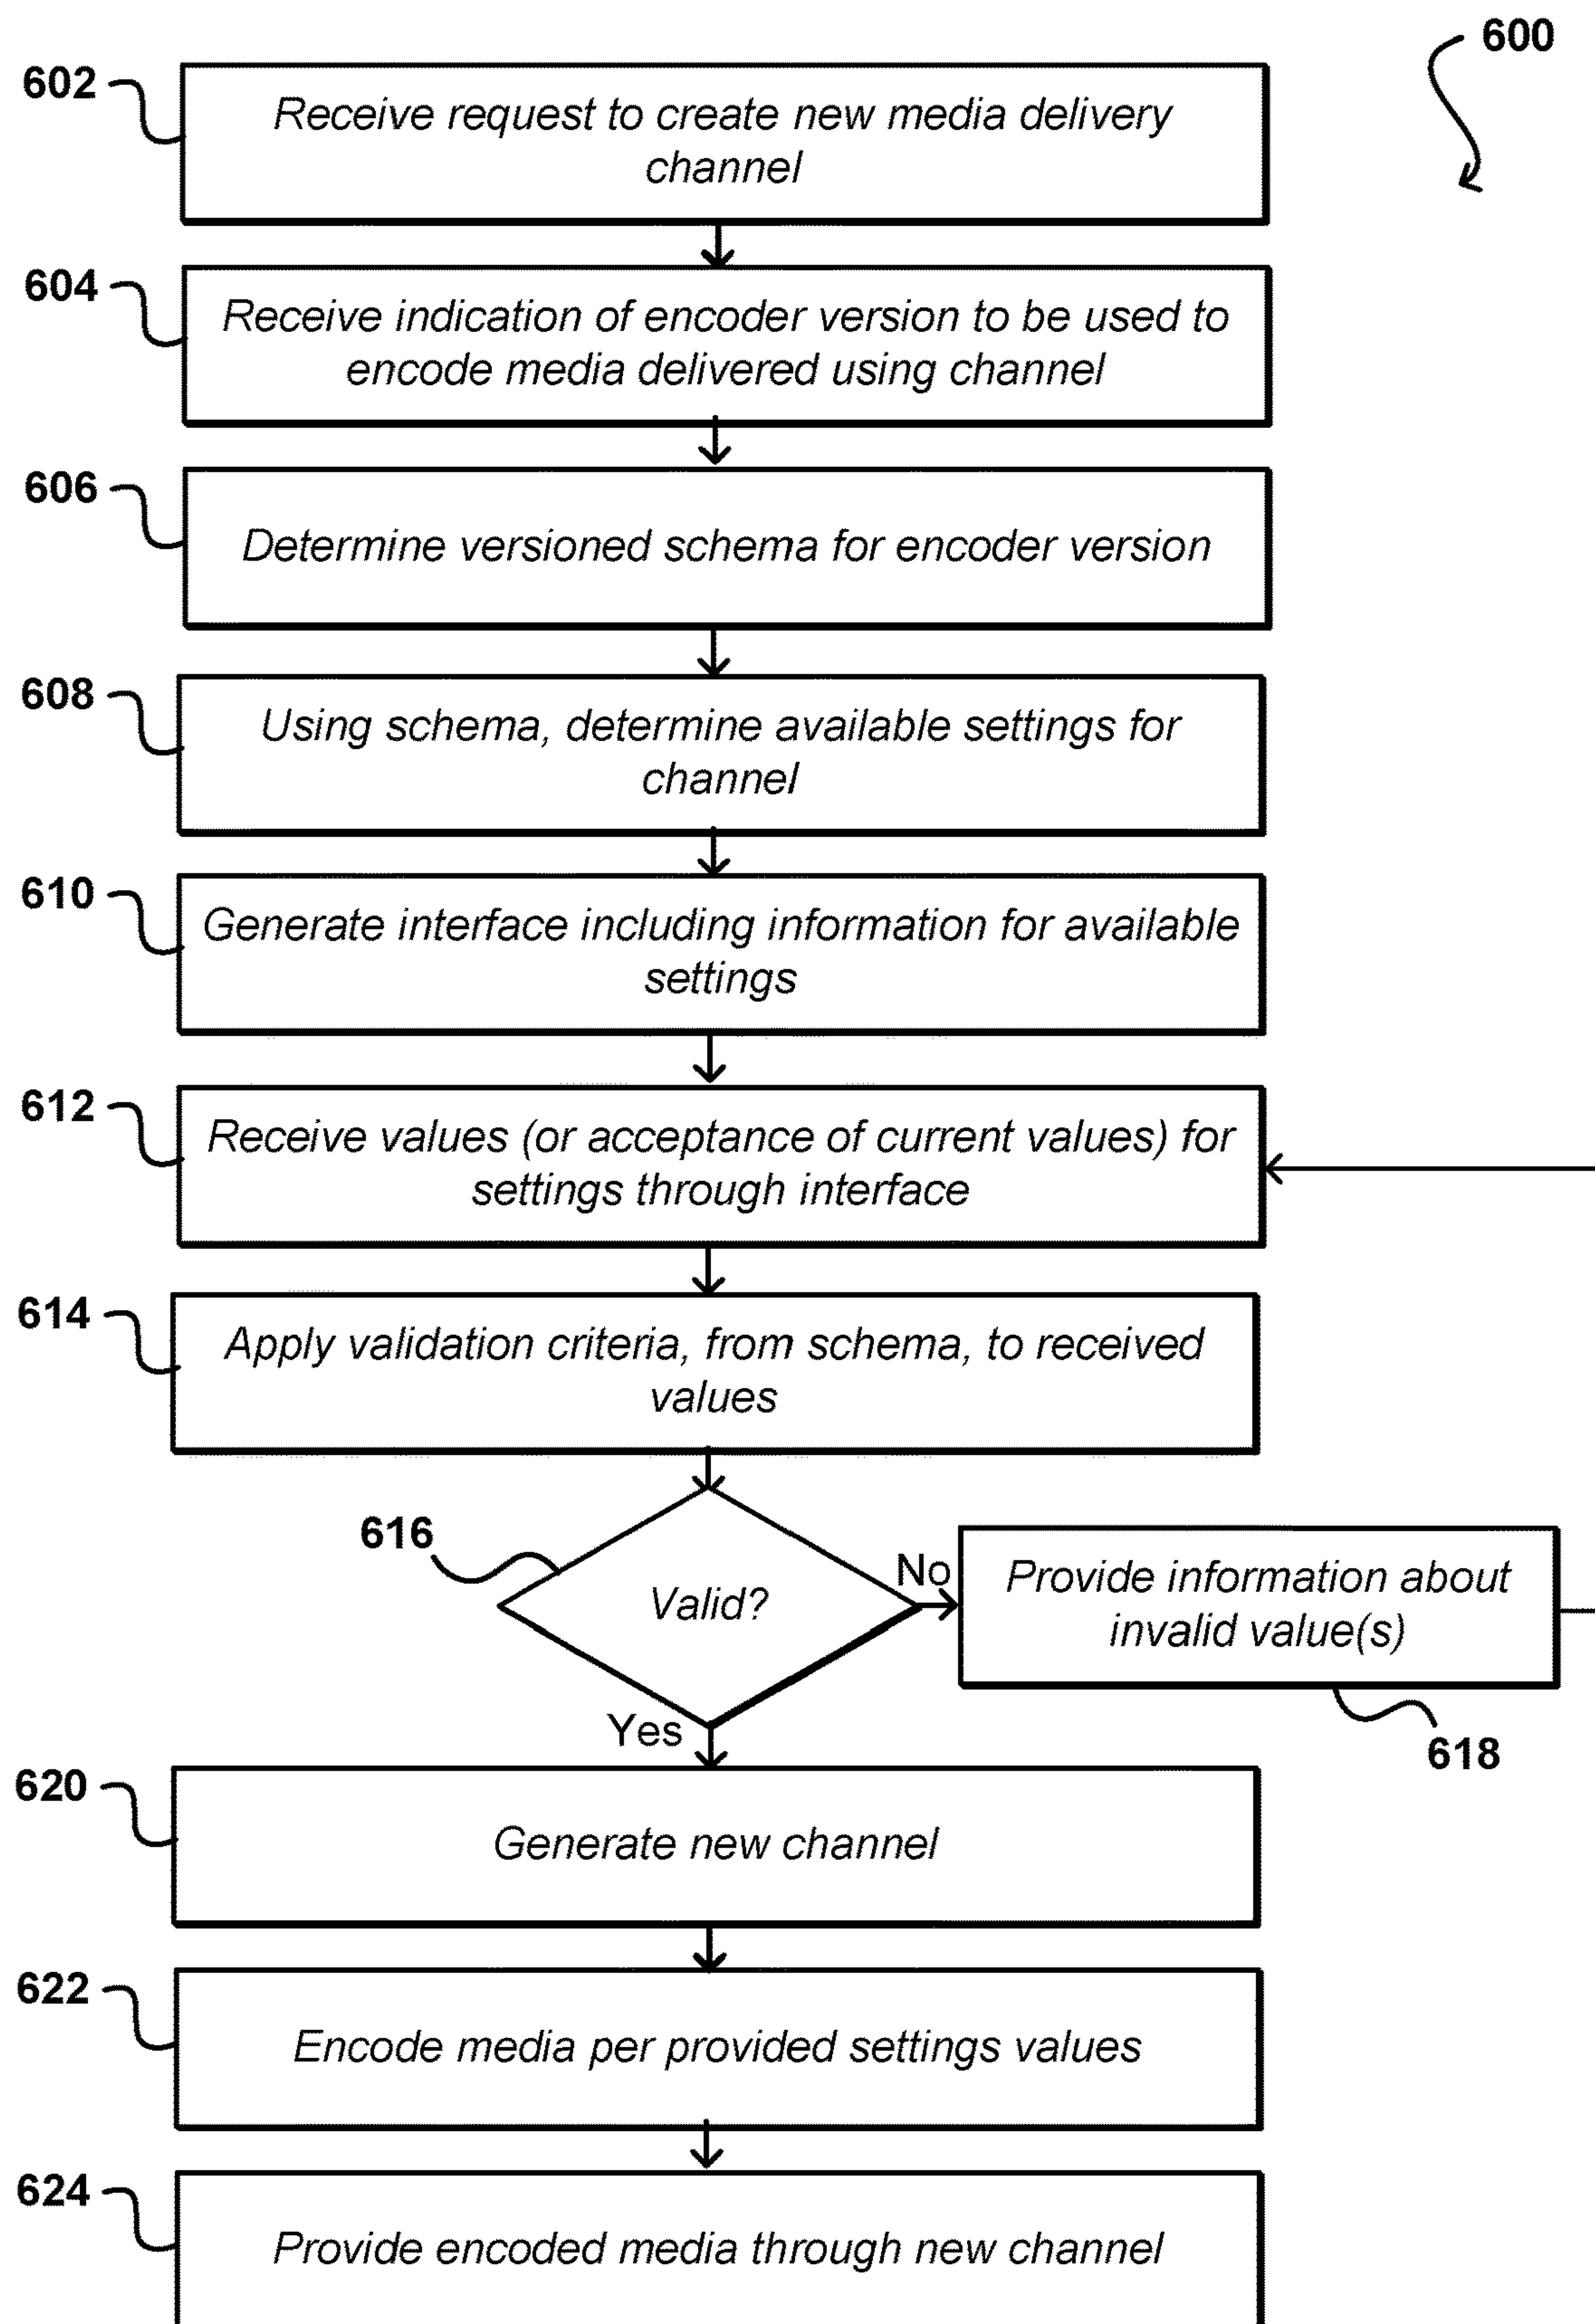 600
602
Receive request to create new media delivery
channel
604
Receive indication of encoder version to be used to
encode media delivered using channel
606
Determine versioned schema for encoder version
608
Using schema, determine available settings for
channel
610
Generate interface including information for available
settings
612
Receive values (or acceptance of current values) for
settings through interface
614
Apply validation criteria, from schema, to received
values
616
Valid?
No
Provide information about
invalid value(s)
618
Yes
620
Generate new channel
622
Encode media per provided settings values
624
Provide encoded media through new channel